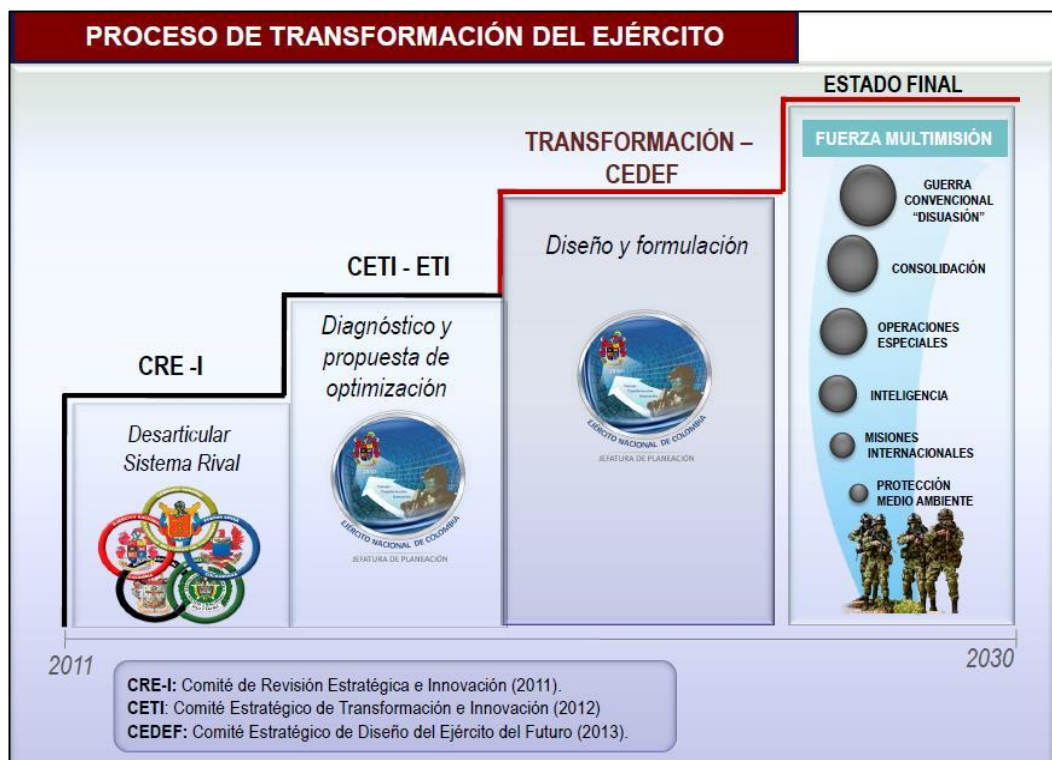 PROCESO DE TRANSFORMACIÓN DEL EJÉRCITO
ESTADO FINAL
FUERZA MULTIMISIÓN
GUERRA
CONVENCIONAL
“DISUASIÓN”
CONSOLIDACIÓN
OPERACIONES
ESPECIALES
INTELIGENCIA
MISIONES
INTERNACIONALES
PROTECCIÓN
MEDIO AMBIENTE
TRANSFORMACIÓN –
CEDEF
Diseño y formulación
EJÉRCITO NACIONAL DE COLOMBIA
JEFATURA DE PLANEACIÓN
CETI - ETI
Diagnóstico y
propuesta de
optimización
EJÉRCITO NACIONAL DE COLOMBIA
JEFATURA DE PLANEACIÓN
CRE -I
Desarticular
Sistema Rival
2011
2030
CRE-I: Comité de Revisión Estratégica e Innovación (2011).
CETI: Comité Estratégico de Transformación e Innovación (2012)
CEDEF: Comité Estratégico de Diseño del Ejército del Futuro (2013).